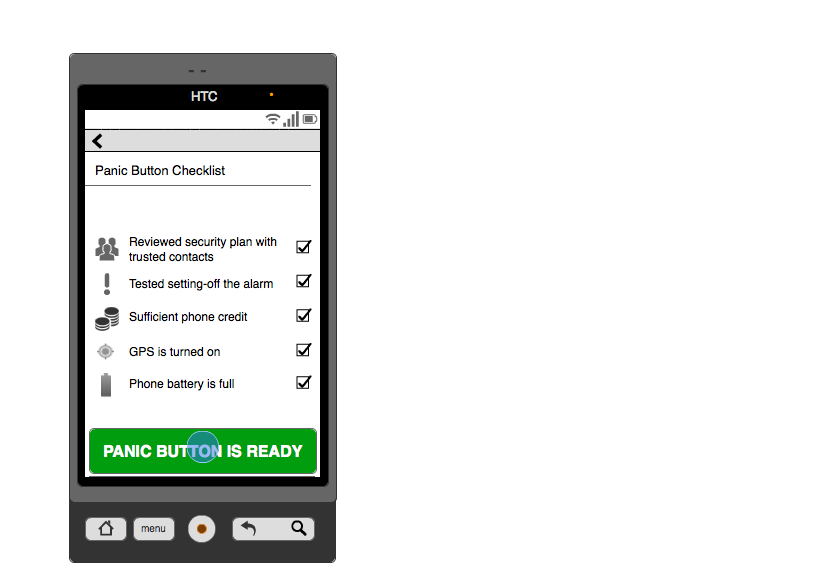 HTC
Panic Button Checklist
Reviewed security plan with
trusted contacts
Tested setting-off the alarm
Sufficient phone credit
GPS is turned on
Phone battery is full
PANIC BUTTON IS READY
menu